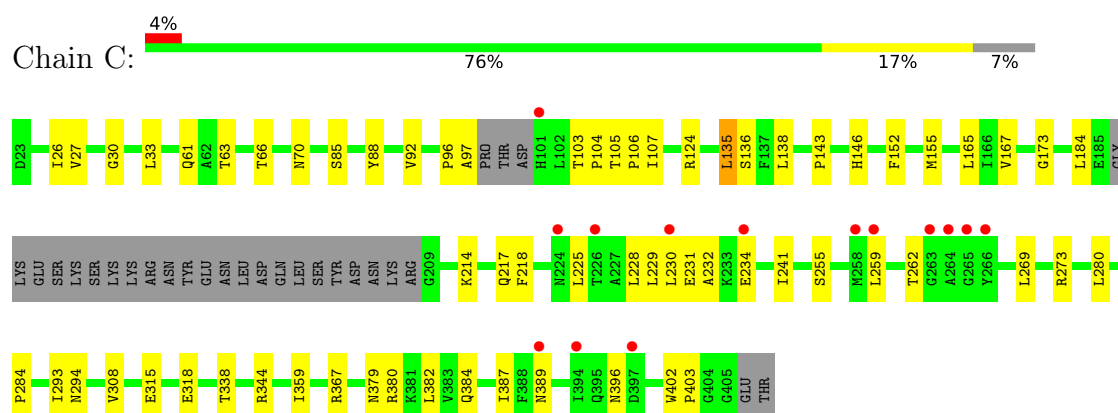 4%
Chain C:
76% 17% 7%
D23 I26 V27 G30 L33 Q61 A62 T63 T66 N70 S85 Y88 V92 P96 A97 PRO THR ASP H101 L102 T103 P104 T105 P106 I107 R124 L135 S136 F137 L138 P143 H146 F152 M155 L165 I166 V167 G173 L184 E185 GLY
LYS GLU SER LYS SER LYS LYS ARG ASN TYR GLU ASN LEU ASP GLN LEU SER TYR ASP ASN LYS ARG G209 K214 Q217 F218 N224 L225 T226 A227 L228 L229 L230 E231 A232 K233 E234 I241 S255 M258 L259 T262 G263 A264 G265 Y266 L269 R273 L280
P284 I293 N294 V308 E315 E318 T338 R344 I359 R367 N379 R380 K381 L382 V383 Q384 I387 F388 N389 I394 Q395 N396 D397 W402 P403 G404 G405 GLU THR